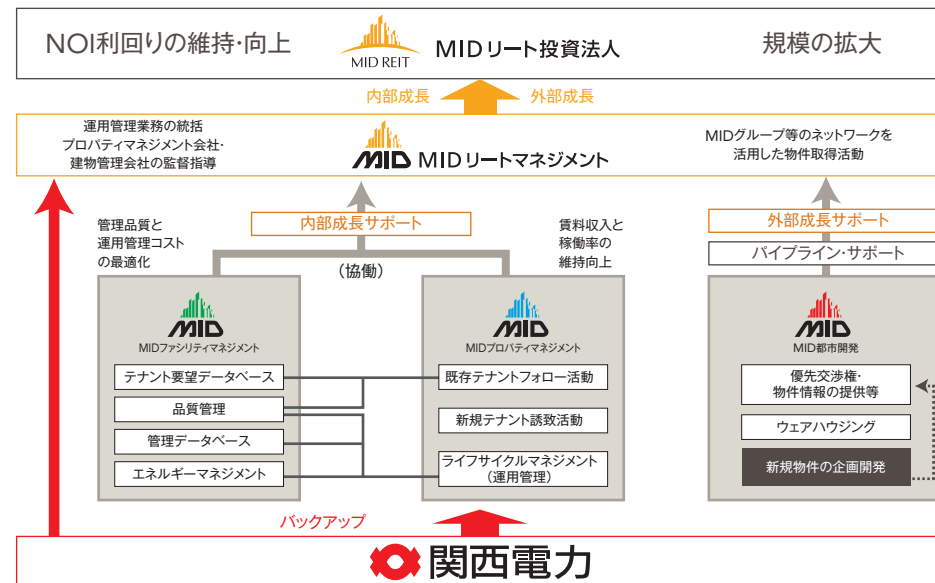 NOI利回りの維持・向上
MID REIT
MIDリート投資法人
規模の拡大
内部成長
外部成長
運用管理業務の統括
プロパティマネジメント会社・
建物管理会社の監督指導
MID MIDリートマネジメント
MIDグループ等のネットワークを
活用した物件取得活動
管理品質と
運用管理コスト
の最適化
内部成長サポート
(協働)
賃料収入と
稼働率の
維持向上
外部成長サポート
パイプライン・サポート
MID
MIDファシリティマネジメント
テナント要望データベース
品質管理
管理データベース
エネルギーマネジメント
MID
MIDプロパティマネジメント
既存テナントフォロー活動
新規テナント誘致活動
ライフサイクルマネジメント
(運用管理)
MID
MID都市開発
優先交渉権・
物件情報の提供等
ウェアハウジング
新規物件の企画開発
バックアップ
関西電力